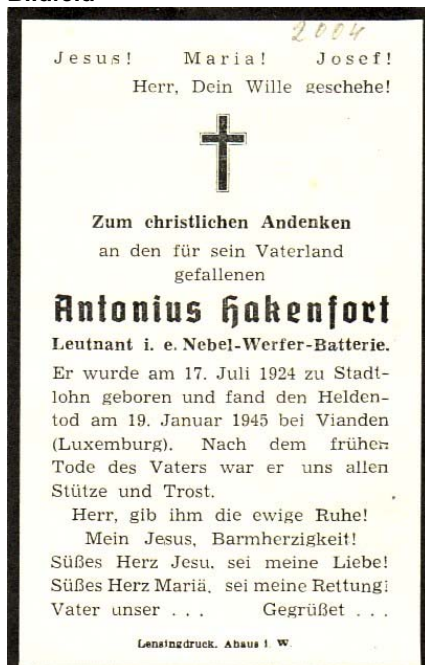 2004
Jesus! Maria! Josef!
Herr, Dein Wille geschehe!
Zum christlichen Andenken
an den für sein Vaterland
gefallenen
Antonius Hakenfort
Leutnant i. e. Nebel-Werfer-Batterie.
Er wurde am 17. Juli 1924 zu Stadt-
lohn geboren und fand den Helden-
tod am 19. Januar 1945 bei Vianden
(Luxemburg). Nach dem frühen
Tode des Vaters war er uns allen
Stütze und Trost.
Herr, gib ihm die ewige Ruhe!
Mein Jesus, Barmherzigkeit!
Süßes Herz Jesu, sei meine Liebe!
Süßes Herz Mariä, sei meine Rettung!
Vater unser . . . Gegrüßet . . .
Lensingdruck, Ahaus i. W.